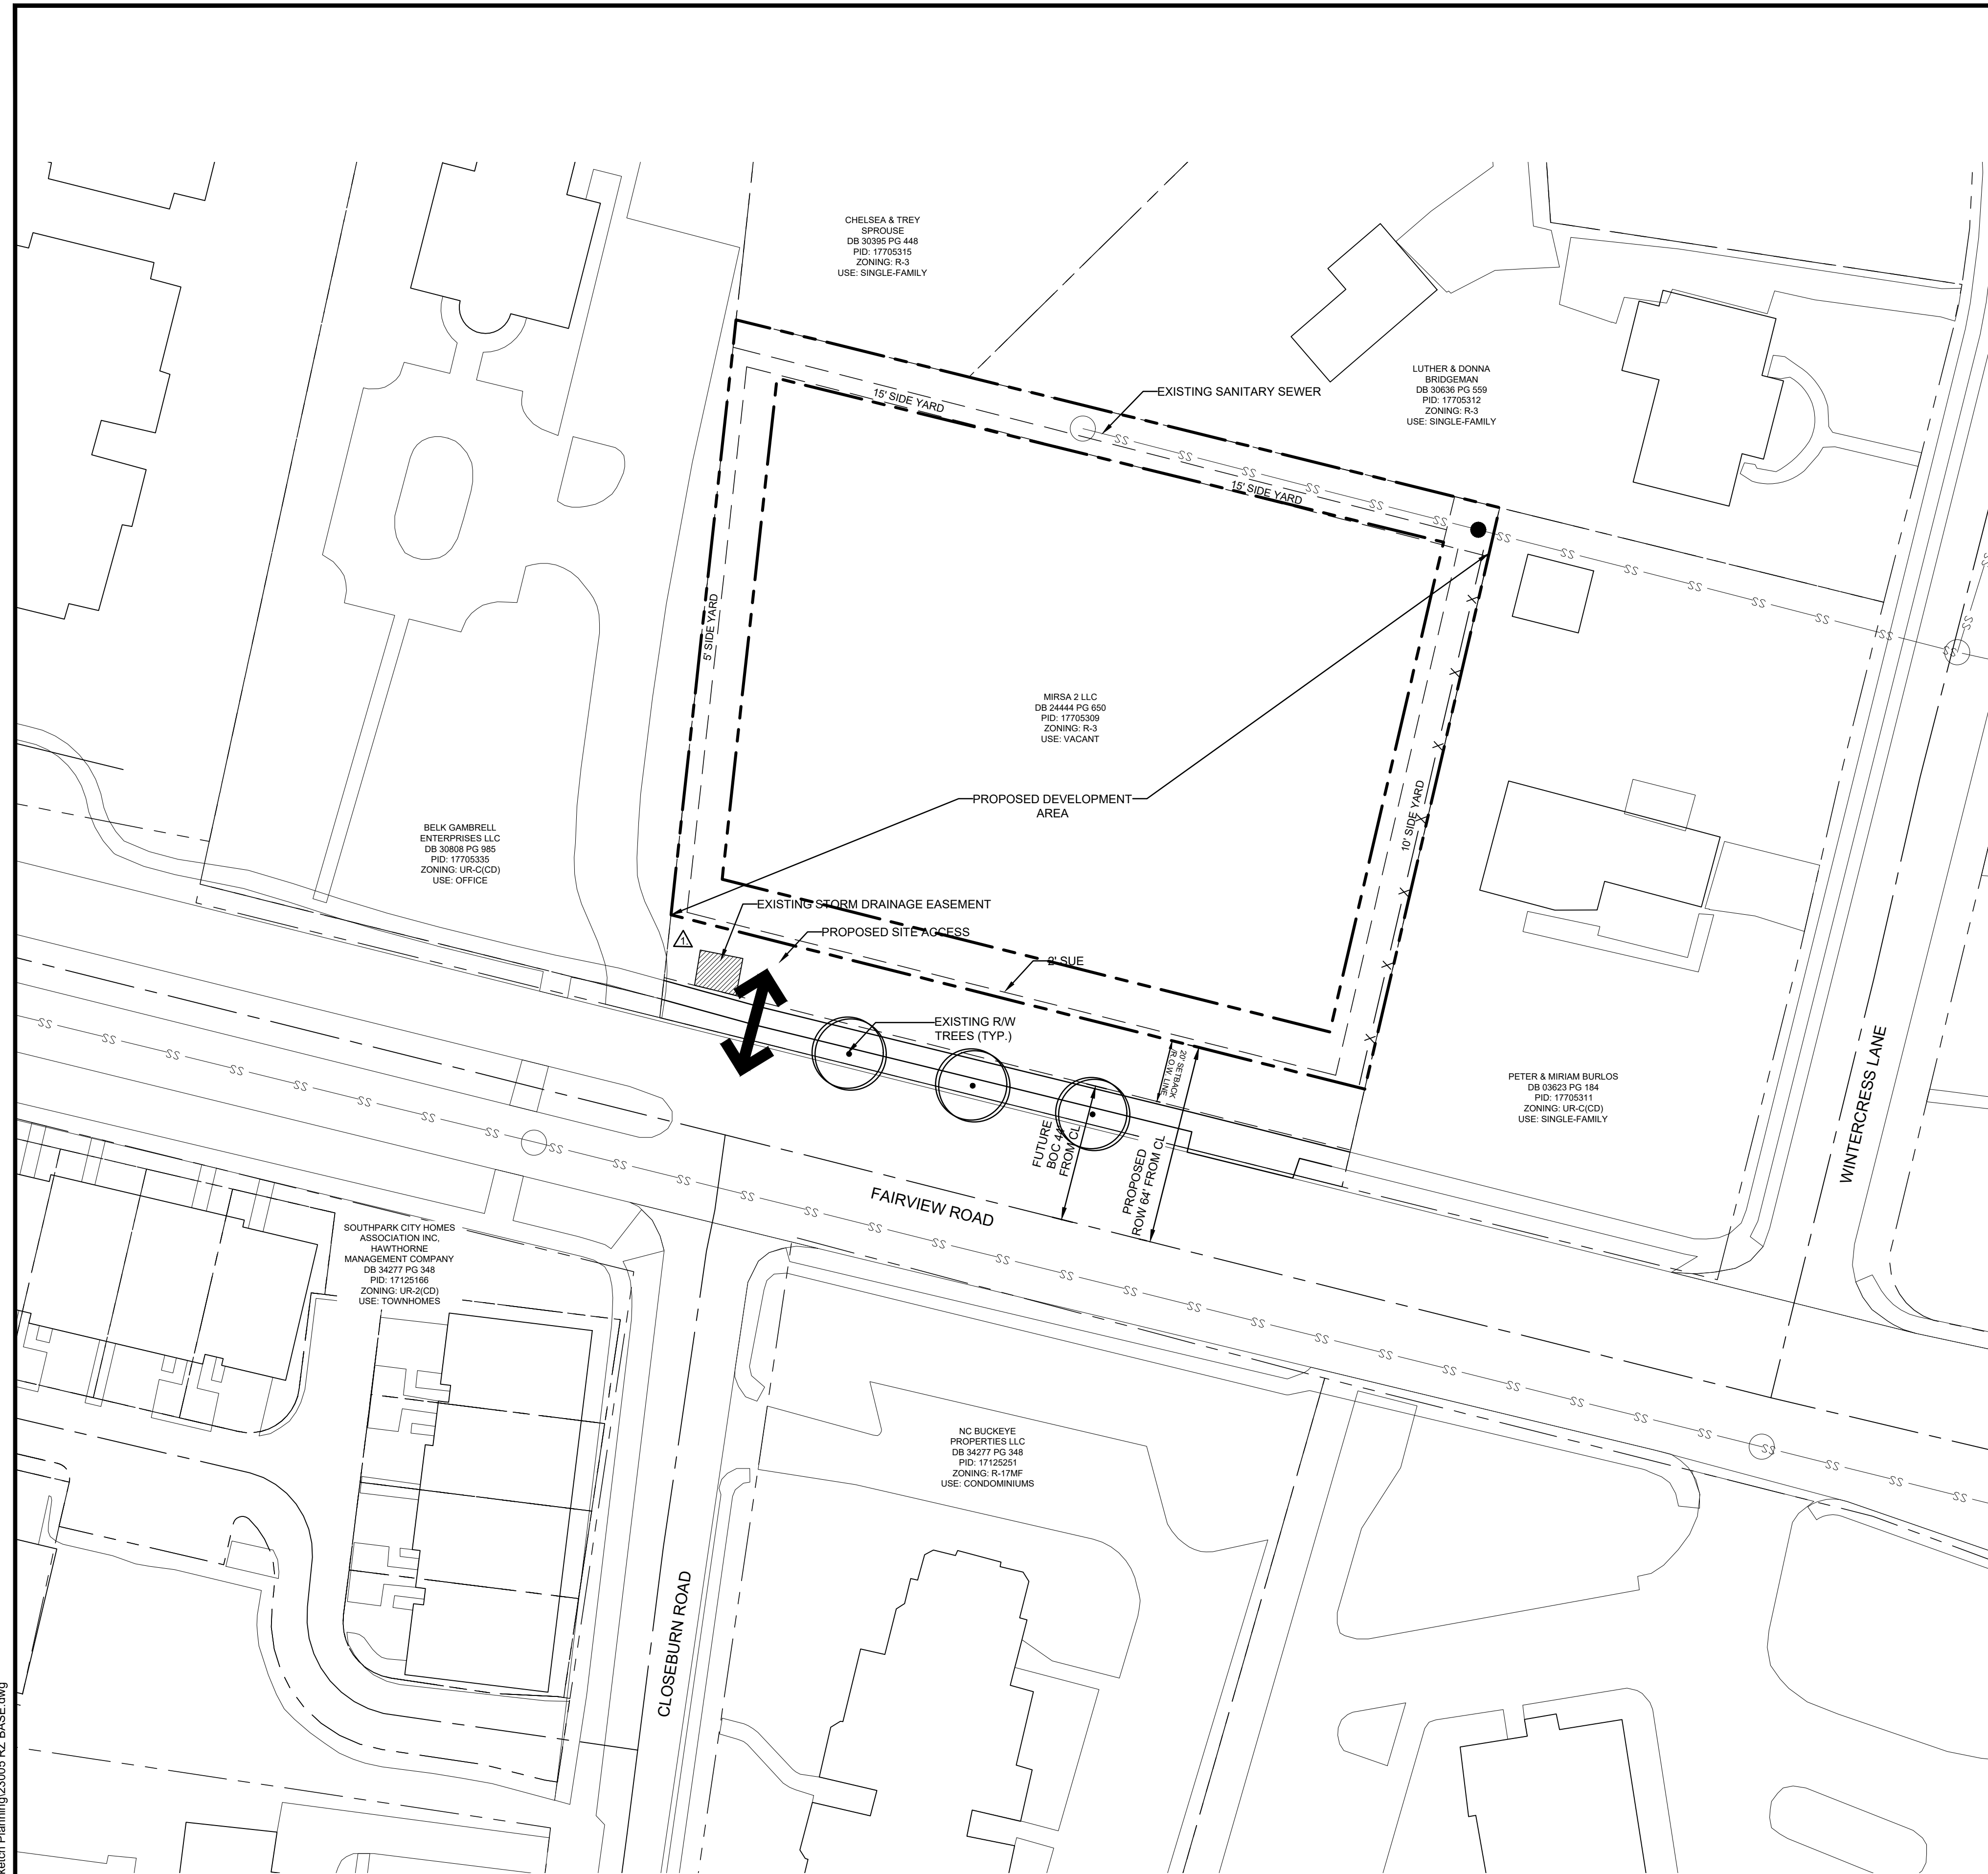 CHELSEA & TREY
SPROUSE
DB 30395 PG 448
PID: 17705315
ZONING: R-3
USE: SINGLE-FAMILY
LUTHER & DONNA
BRIDGEMAN
DB 30636 PG 559
PID: 17705312
ZONING: R-3
USE: SINGLE-FAMILY
EXISTING SANITARY SEWER
15' SIDE YARD
15' SIDE YARD
5' SIDE YARD
10' SIDE YARD
MIRSA 2 LLC
DB 24444 PG 650
PID: 17705309
ZONING: R-3
USE: VACANT
PROPOSED DEVELOPMENT
AREA
BELK GAMBRELL
ENTERPRISES LLC
DB 30808 PG 985
PID: 17705335
ZONING: UR-C(CD)
USE: OFFICE
EXISTING STORM DRAINAGE EASEMENT
1
PROPOSED SITE ACCESS
2' SUE
EXISTING R/W
TREES (TYP.)
20' SETBACK
R.O.W. LINE
FUTURE
BOC 44'
FROM CL
PROPOSED
ROW 64' FROM CL
PETER & MIRIAM BURLOS
DB 03623 PG 184
PID: 17705311
ZONING: UR-C(CD)
USE: SINGLE-FAMILY
WINTERCRESS LANE
FAIRVIEW ROAD
SOUTHPARK CITY HOMES
ASSOCIATION INC,
HAWTHORNE
MANAGEMENT COMPANY
DB 34277 PG 348
PID: 17125166
ZONING: UR-2(CD)
USE: TOWNHOMES
NC BUCKEYE
PROPERTIES LLC
DB 34277 PG 348
PID: 17125251
ZONING: R-17MF
USE: CONDOMINIUMS
CLOSEBURN ROAD
Planning\23005 RZ BASE.dwg